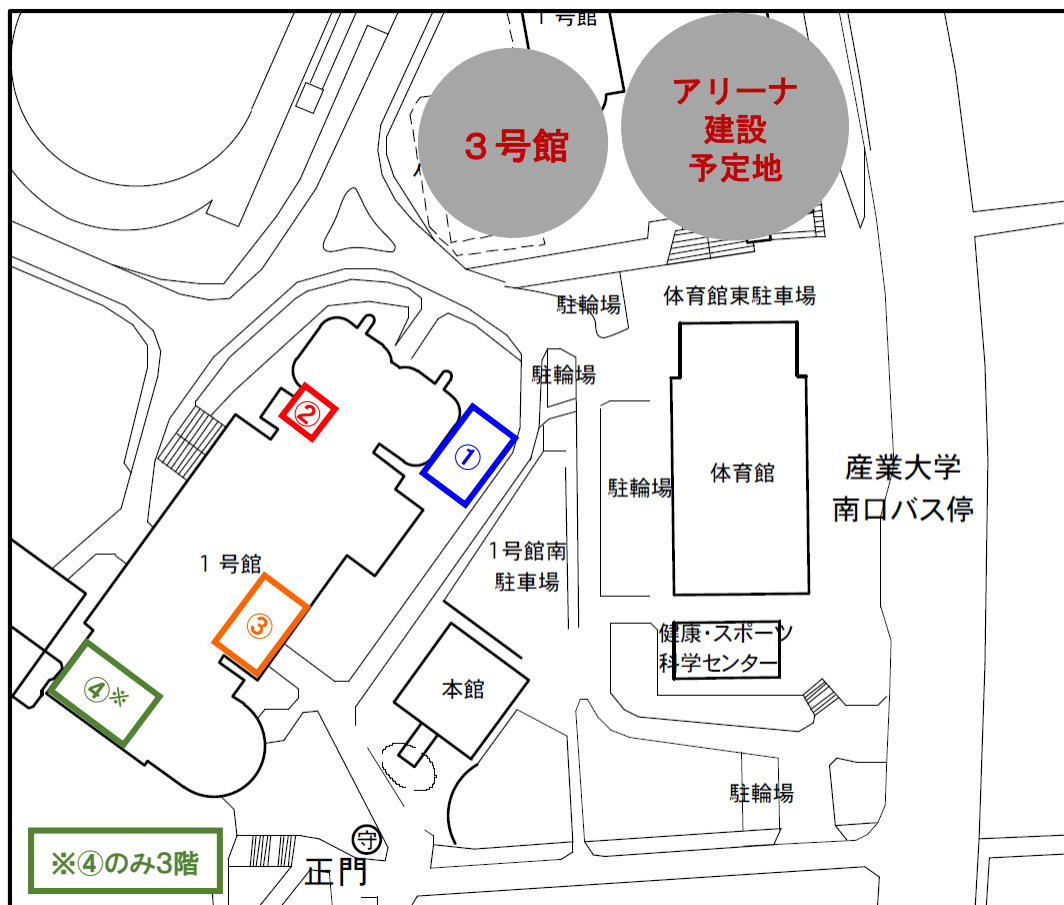 １号館
３号館
アリーナ
建設
予定地
駐輪場
体育館東駐車場
駐輪場
②
①
体育館
駐輪場
産業大学
南口バス停
１号館
1号館南
駐車場
③
健康・スポーツ
科学センター
④※
本館
駐輪場
※④のみ3階
守
正門